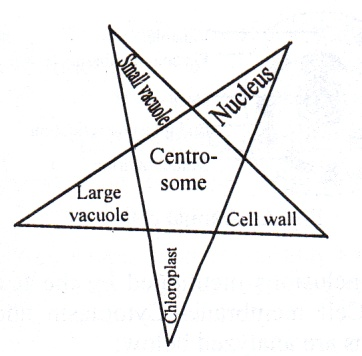 Small vacuole
Nucleus
Centro-
some
Large
vacuole
Cell wall
Chloroplast